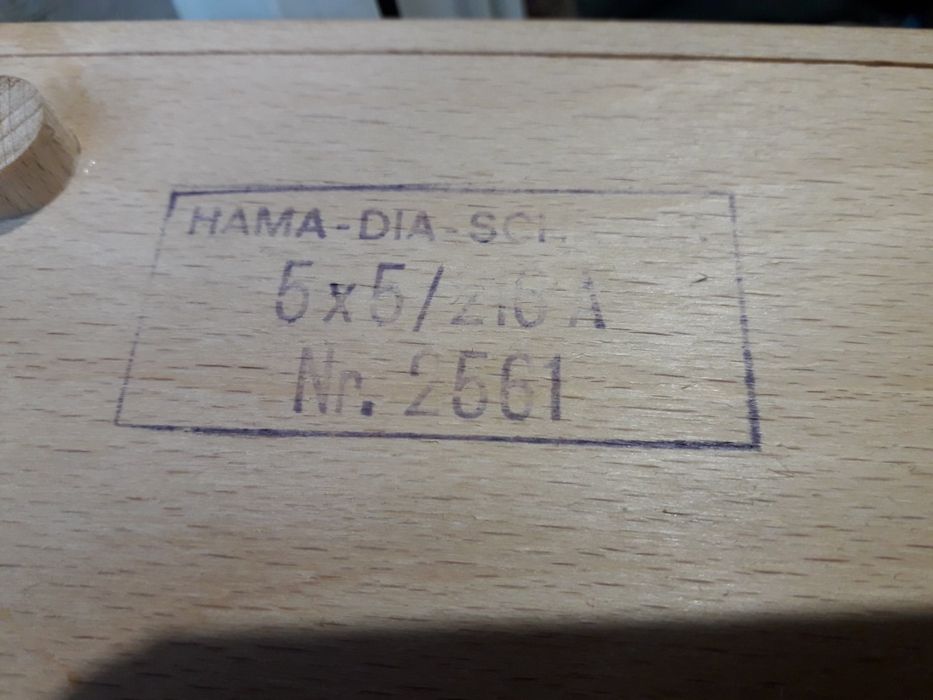 HAMA-DIA-
5x5/
Nr. 2561